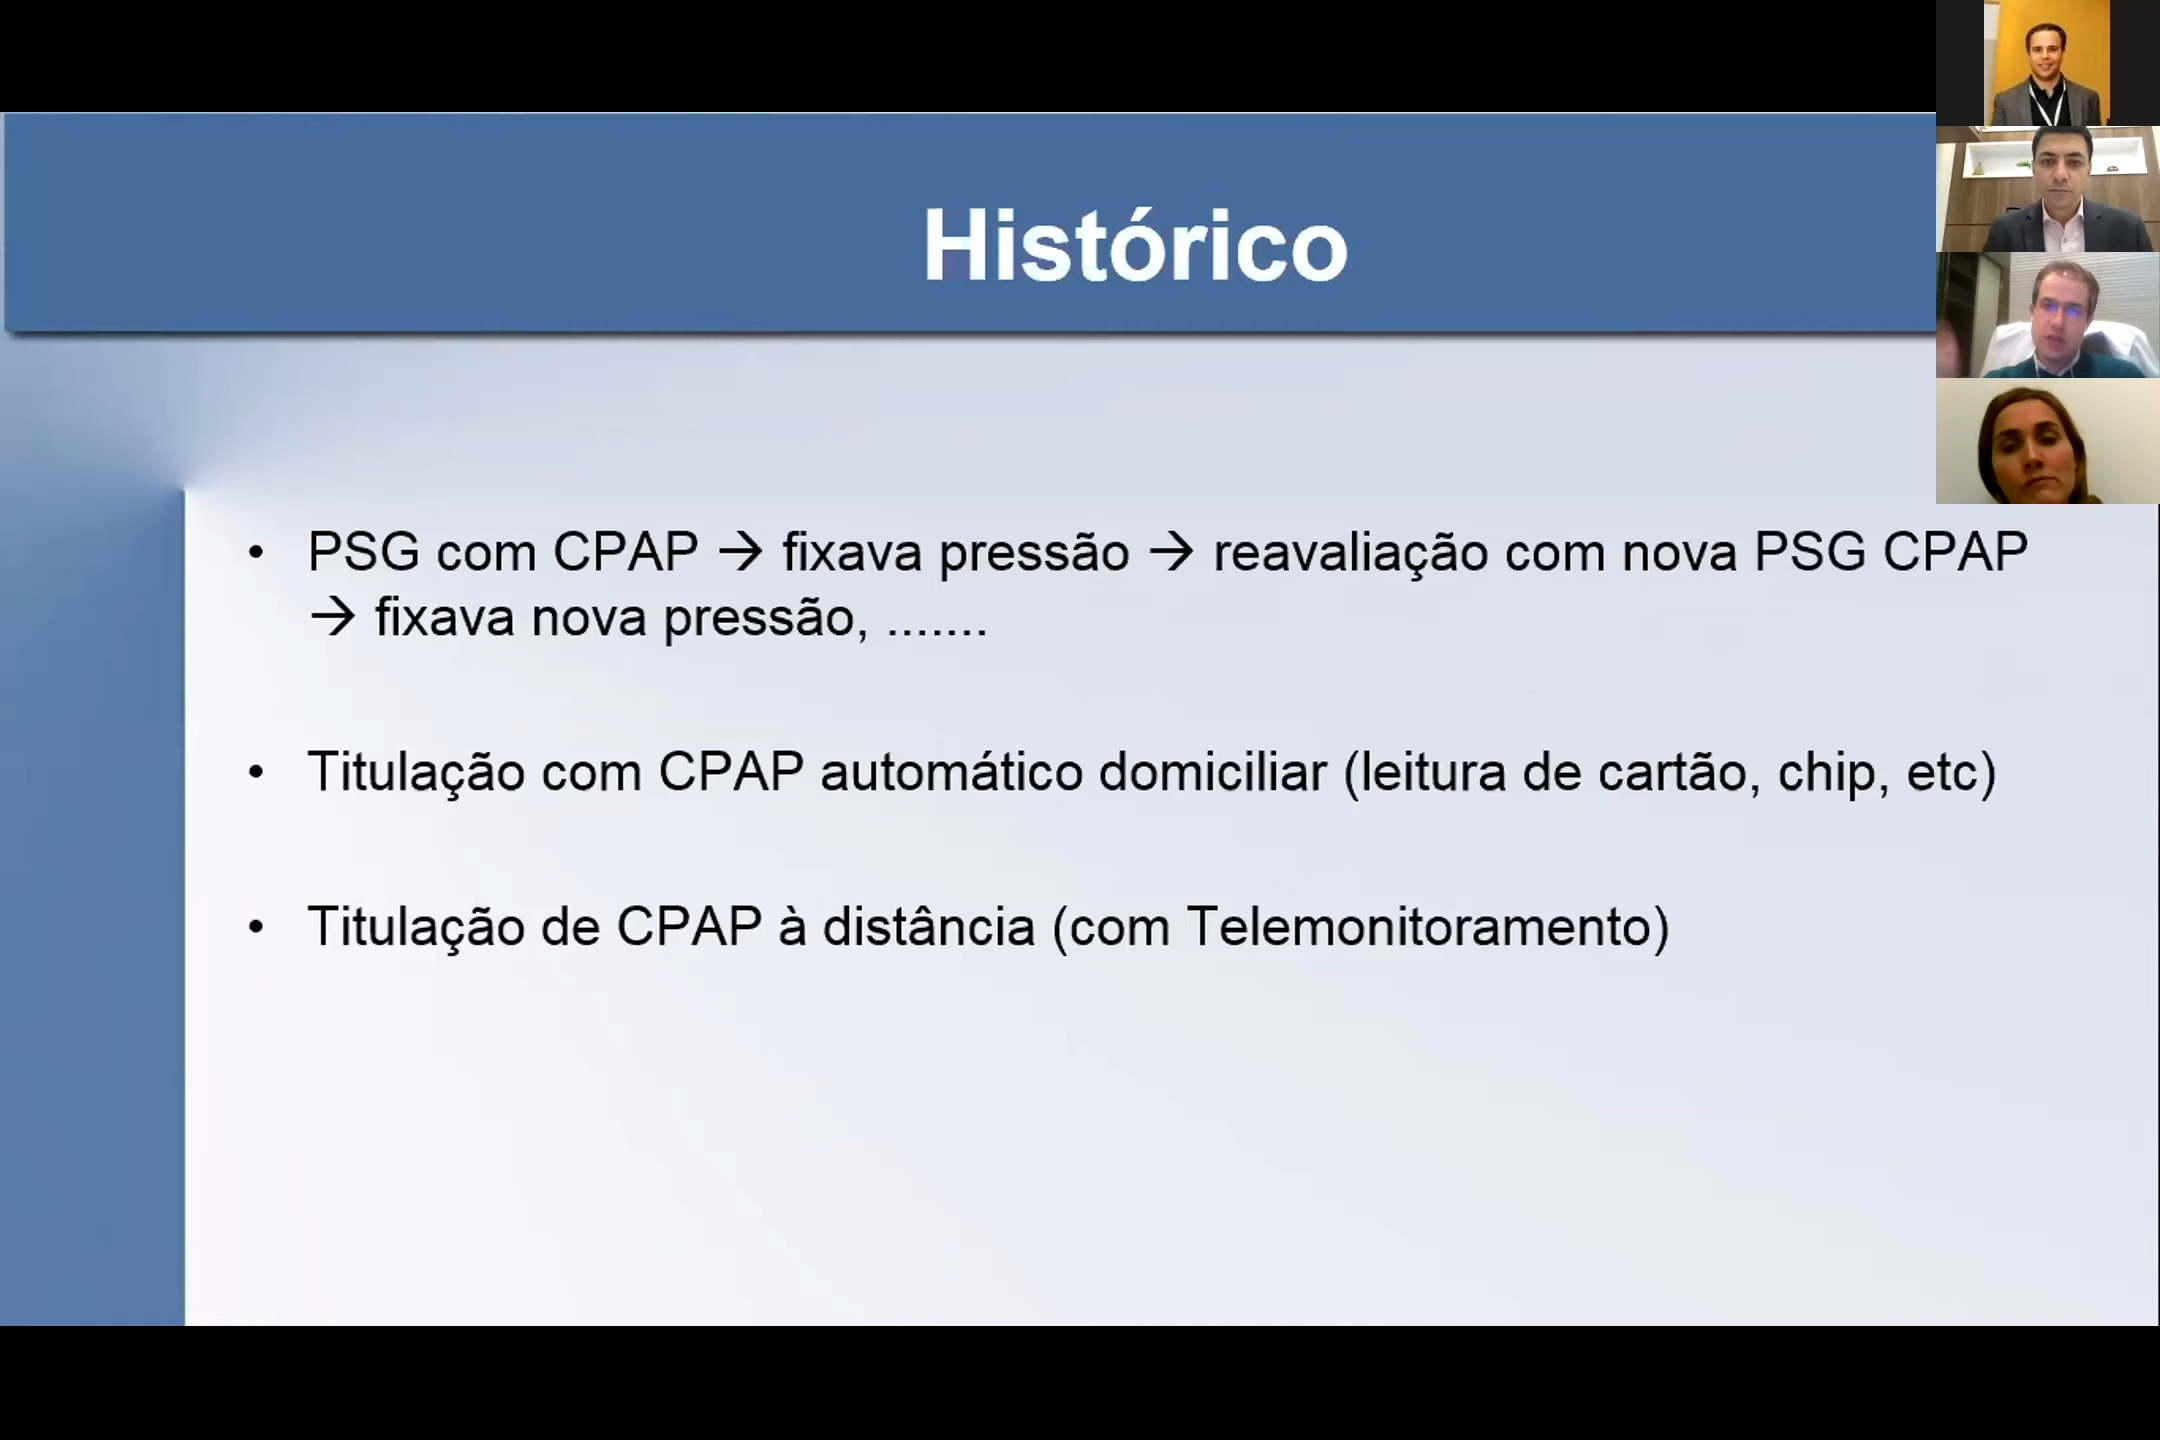 Histórico
• PSG com CPAP → fixava pressão → reavaliação com nova PSG CPAP
→ fixava nova pressão, .......
• Titulação com CPAP automático domiciliar (leitura de cartão, chip, etc)
• Titulação de CPAP à distância (com Telemonitoramento)